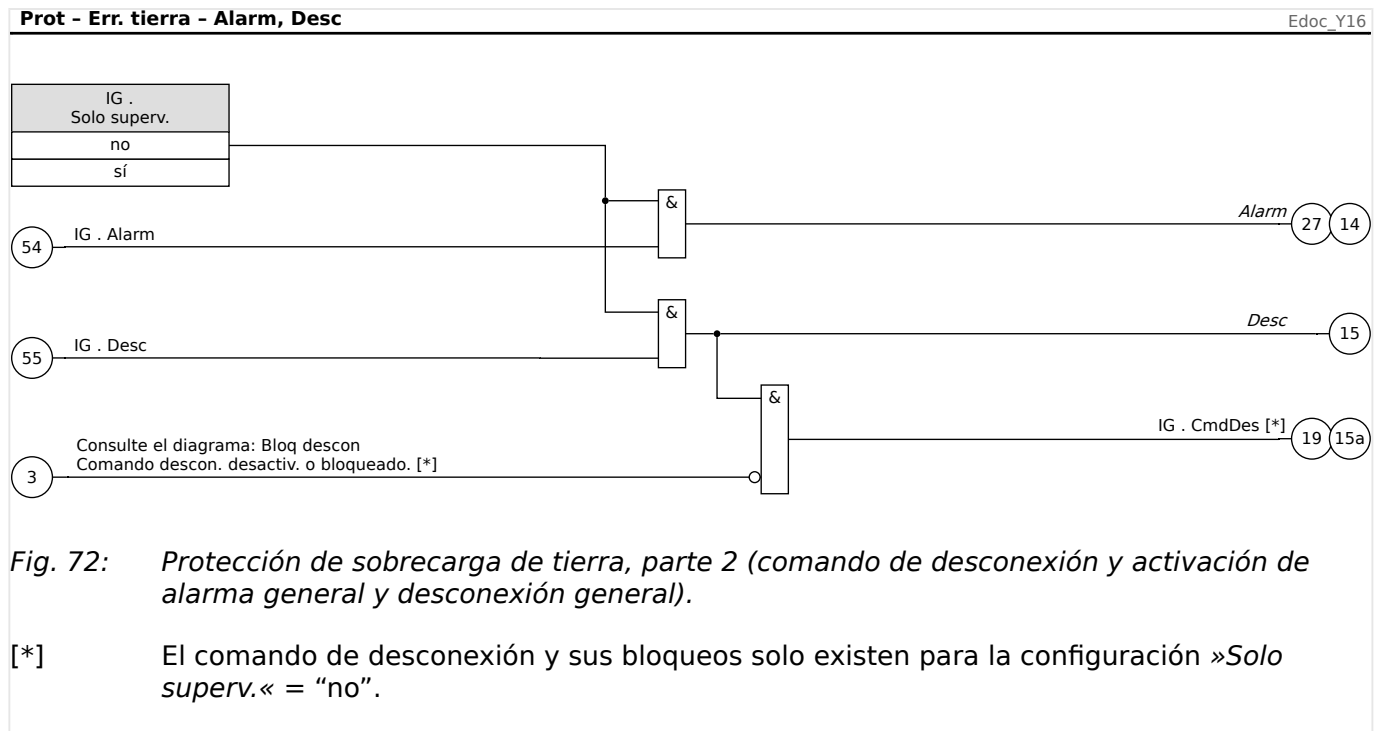 Prot – Err. tierra – Alarm, Desc
Edoc_Y16
IG .
Solo superv.
no
sí
&
Alarm
27
14
54
IG . Alarm
&
Desc
15
55
IG . Desc
&
IG . CmdDes [*]
19
15a
Consulte el diagrama: Bloq descon
Comando descon. desactiv. o bloqueado. [*]
3
Fig. 72: Protección de sobrecarga de tierra, parte 2 (comando de desconexión y activación de
alarma general y desconexión general).
[*] El comando de desconexión y sus bloqueos solo existen para la configuración »Solo
superv.« = “no”.